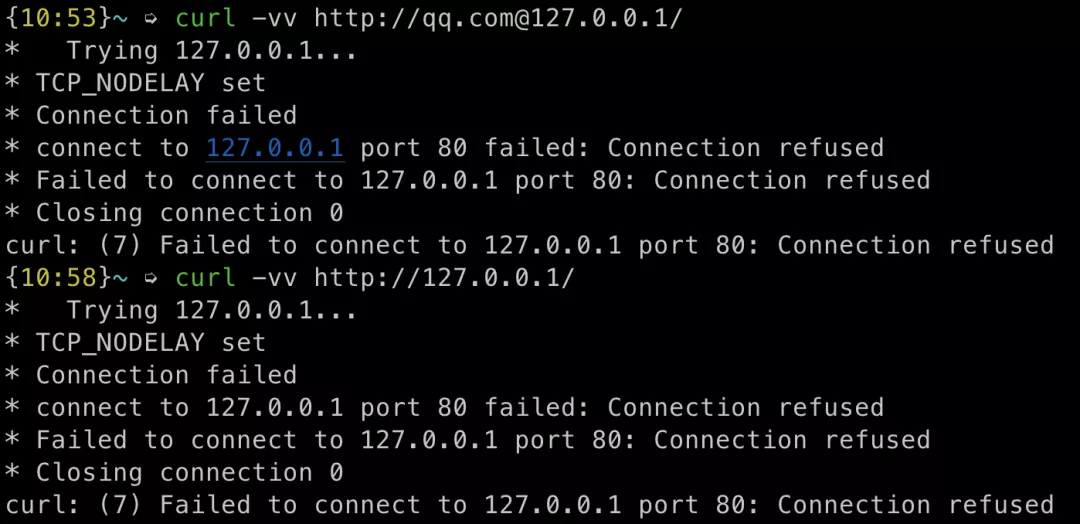 {10:53}~ ➭ curl -vv http://qq.com@127.0.0.1/
*   Trying 127.0.0.1...
* TCP_NODELAY set
* Connection failed
* connect to 127.0.0.1 port 80 failed: Connection refused
* Failed to connect to 127.0.0.1 port 80: Connection refused
* Closing connection 0
curl: (7) Failed to connect to 127.0.0.1 port 80: Connection refused
{10:58}~ ➭ curl -vv http://127.0.0.1/
*   Trying 127.0.0.1...
* TCP_NODELAY set
* Connection failed
* connect to 127.0.0.1 port 80 failed: Connection refused
* Failed to connect to 127.0.0.1 port 80: Connection refused
* Closing connection 0
curl: (7) Failed to connect to 127.0.0.1 port 80: Connection refused